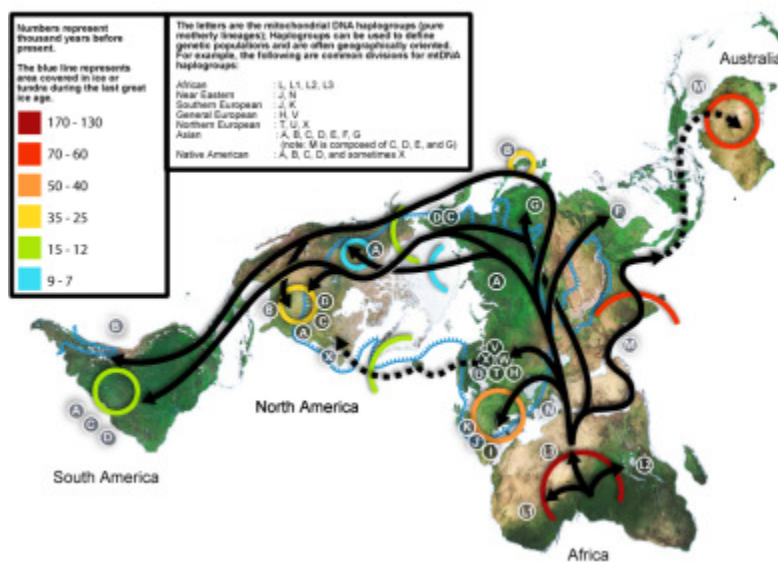 Numbers represent
thousand years before
present.
The blue line represents
area covered in ice or
tundra during the last great
ice age.
170 - 130
70 - 60
50 - 40
35 - 25
15 - 12
9 - 7
The letters are the mitochondrial DNA haplogroups (pure
motherly lineages); Haplogroups can be used to define
genetic populations and are often geographically oriented.
For example, the following are common divisions for mtDNA
haplogroups:
African : L, L1, L2, L3
Near Eastern : J, N
Southern European : J, K
General European : H, V
Northern European : T, U, X
Asian : A, B, C, D, E, F, G
(note: M is composed of C, D, E, and G)
Native American : A, B, C, D, and sometimes X
Australia
M
B
D C
G
F
A
A
B
D
C
A
X
B
M
V
T H
N
K
J
I
North America
A
C
D
South America
L3
L2
L1
Africa